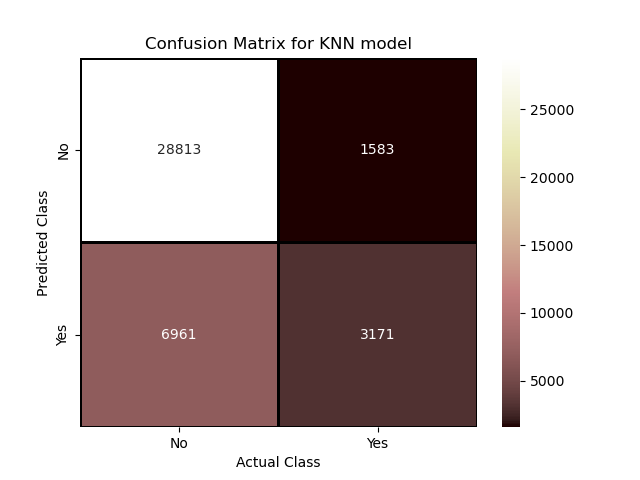 Confusion Matrix for KNN model
28813
1583
6961
3171
Predicted Class
No
Yes
No
Yes
Actual Class
25000
20000
15000
10000
5000